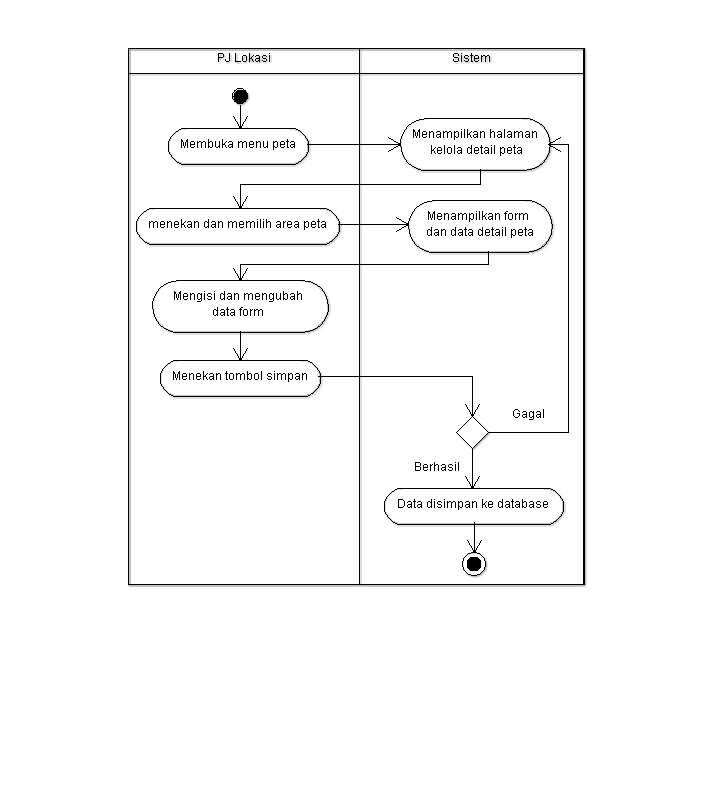 PJ Lokasi
Sistem
Membuka menu peta
Menampilkan halaman
kelola detail peta
menekan dan memilih area peta
Menampilkan form
dan data detail peta
Mengisi dan mengubah
data form
Menekan tombol simpan
Gagal
Berhasil
Data disimpan ke database